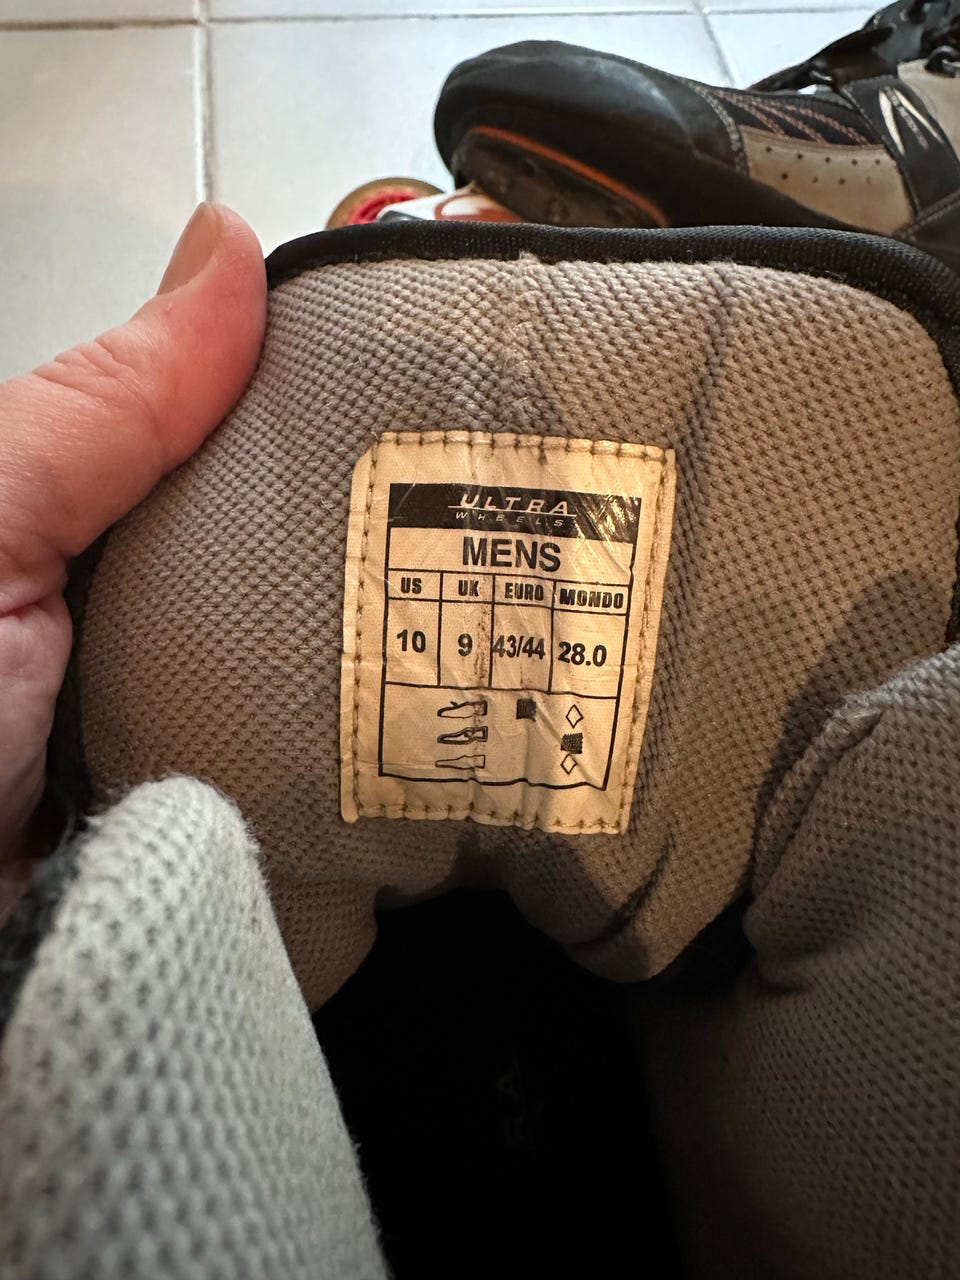 ULTRA
WHEELS
MENS
US UK EURO MONDO
10 9 43/44 28.0